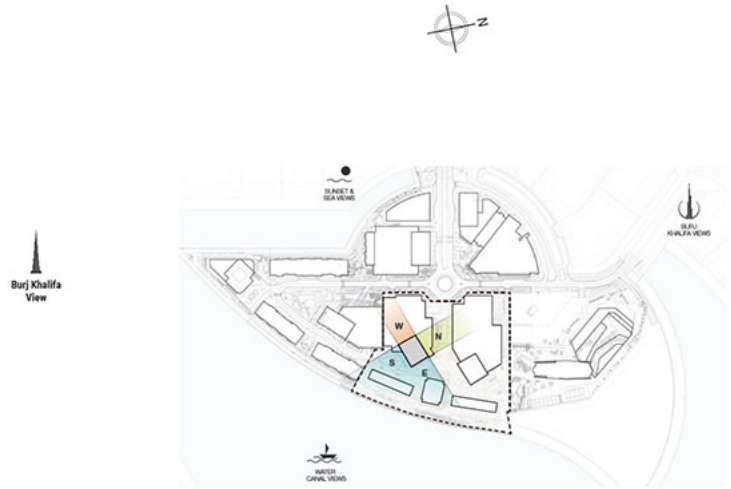 N
SUNSET &
SEA VIEWS
BURJ
KHALIFA VIEWS
Burj Khalifa
View
W
N
S
E
WATER
CANAL VIEWS